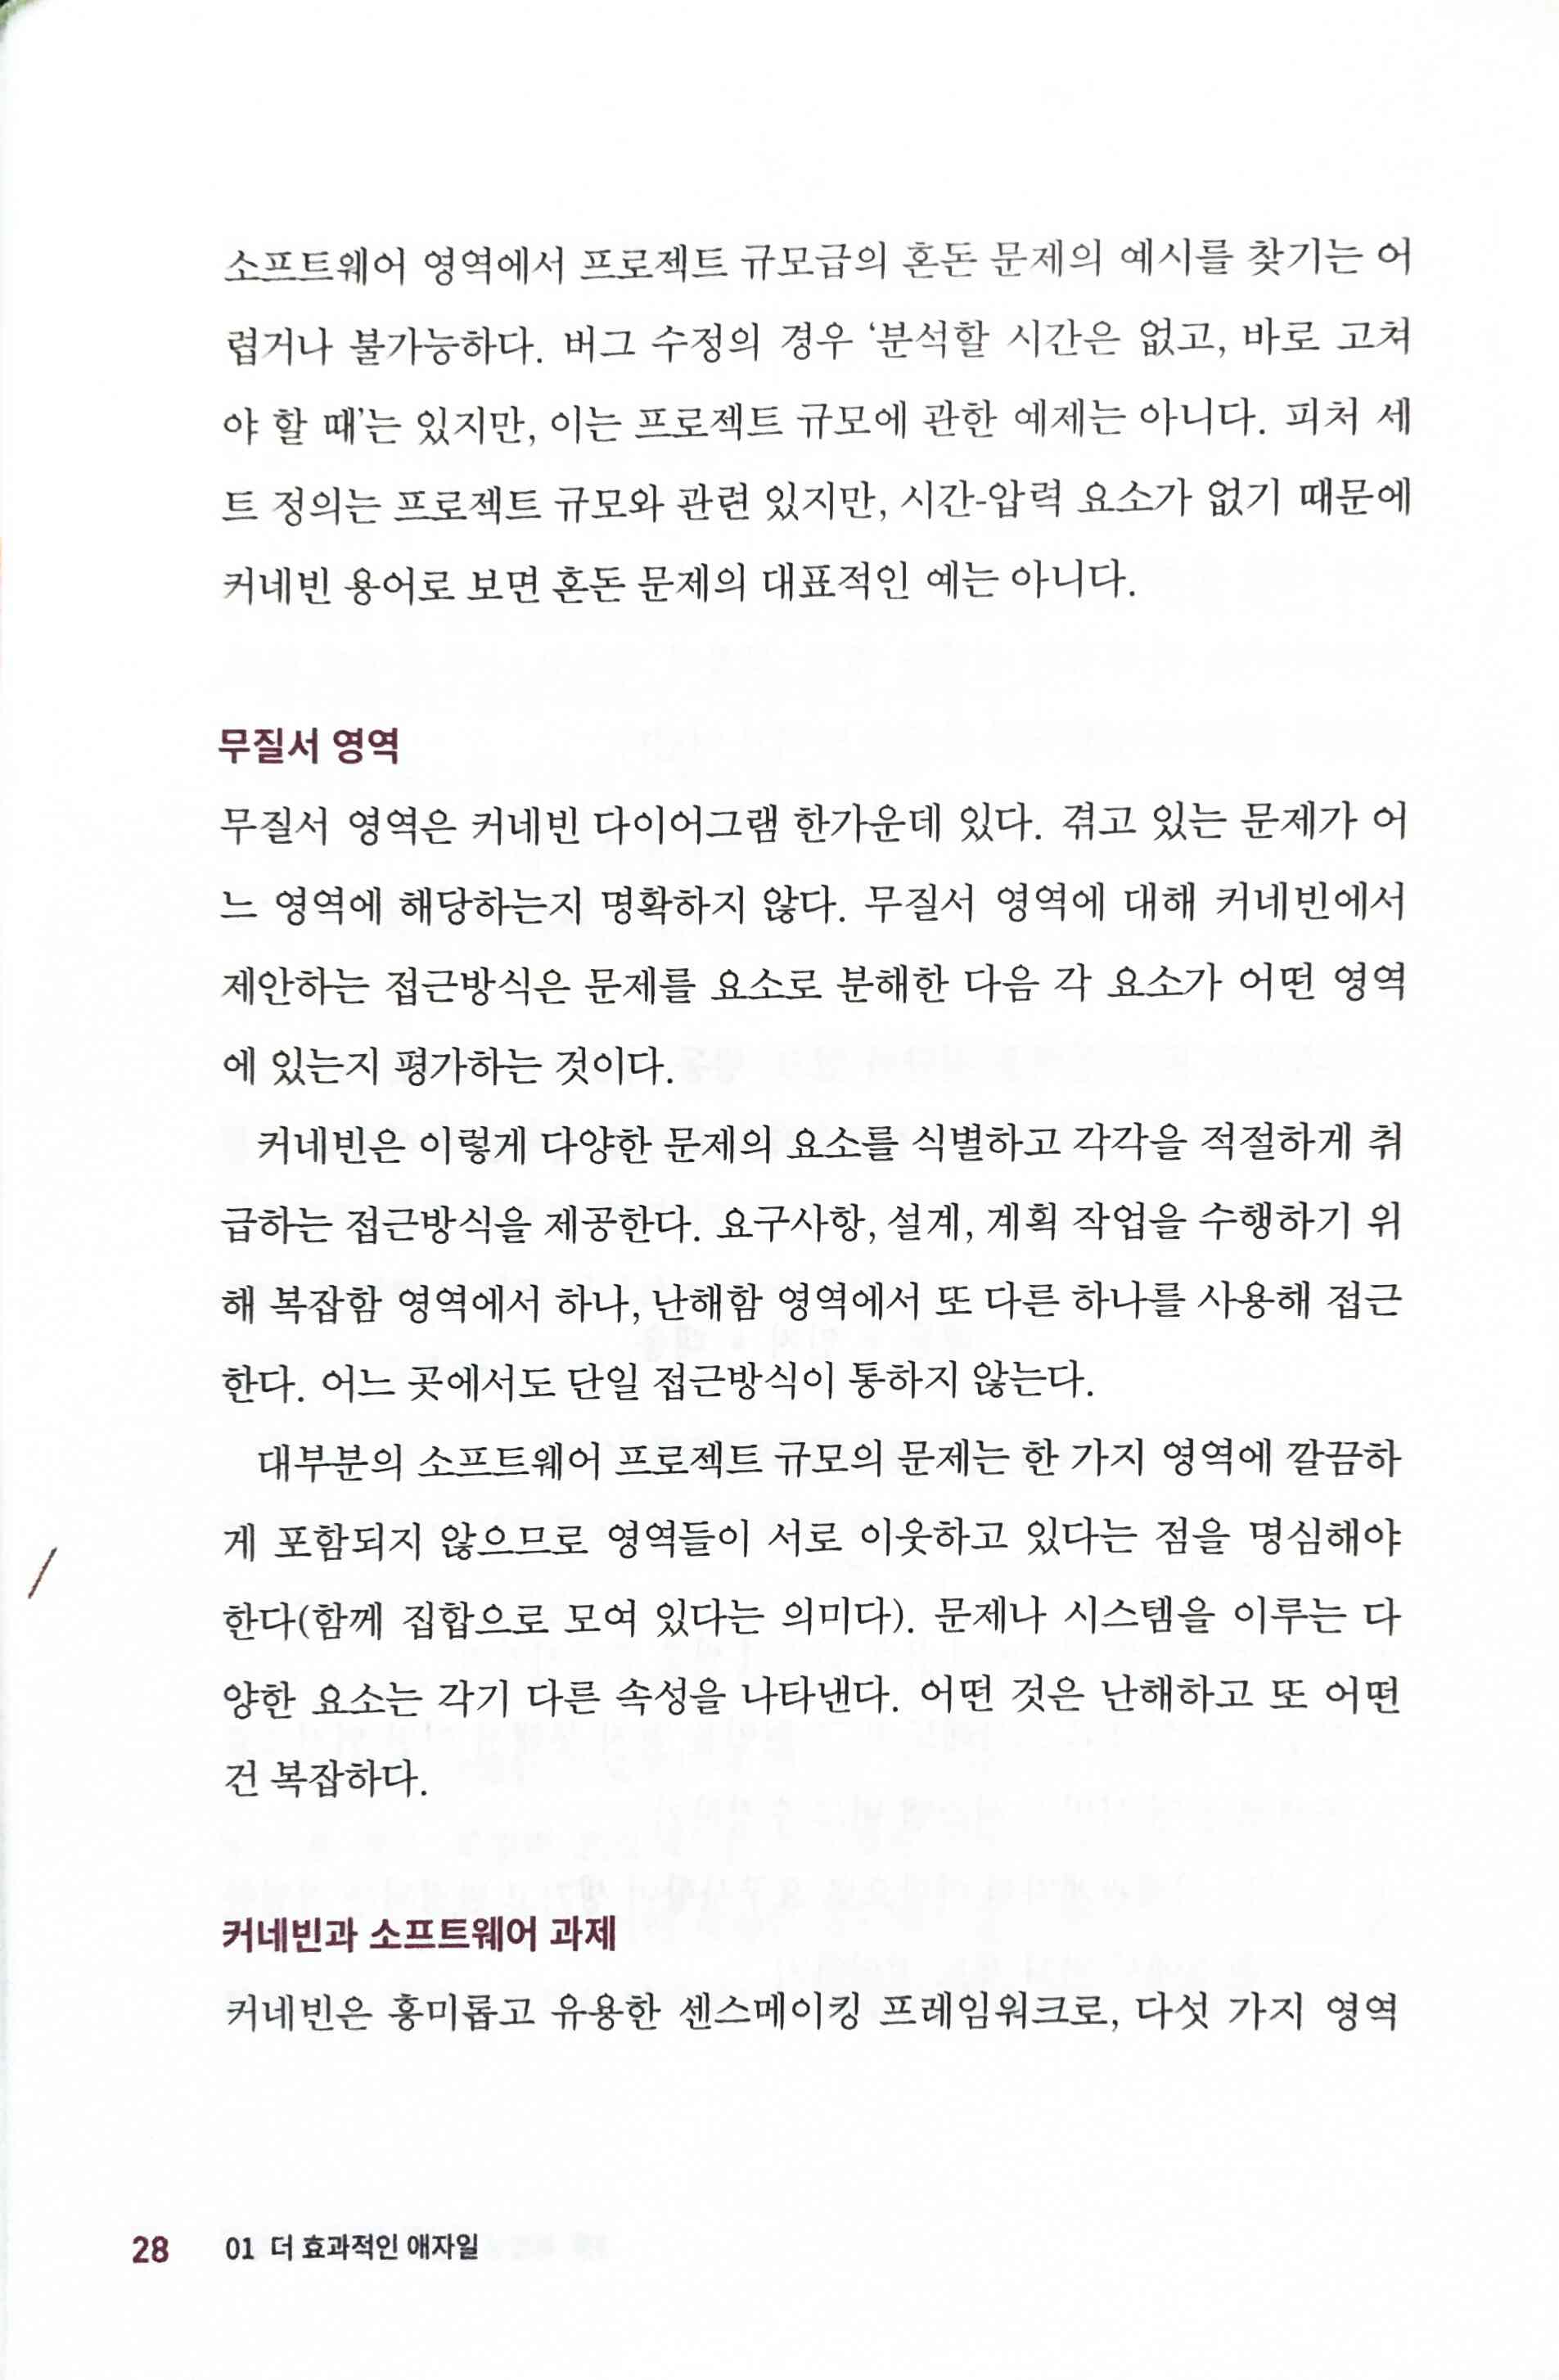 소프트웨어 영역에서 프로젝트 규모급의 혼돈 문제의 예시를 찾기는 어
렵거나 불가능하다. 버그 수정의 경우 ‘분석할 시간은 없고, 바로 고쳐
야 할 때’는 있지만, 이는 프로젝트 규모에 관한 예제는 아니다. 피처 세
트 정의는 프로젝트 규모와 관련 있지만, 시간-압력 요소가 없기 때문에
커네빈 용어로 보면 혼돈 문제의 대표적인 예는 아니다.
무질서 영역
무질서 영역은 커네빈 다이어그램 한가운데 있다. 겪고 있는 문제가 어
느 영역에 해당하는지 명확하지 않다. 무질서 영역에 대해 커네빈에서
제안하는 접근방식은 문제를 요소로 분해한 다음 각 요소가 어떤 영역
에 있는지 평가하는 것이다.
커네빈은 이렇게 다양한 문제의 요소를 식별하고 각각을 적절하게 취
급하는 접근방식을 제공한다. 요구사항, 설계, 계획 작업을 수행하기 위
해 복잡함 영역에서 하나, 난해함 영역에서 또 다른 하나를 사용해 접근
한다. 어느 곳에서도 단일 접근방식이 통하지 않는다.
대부분의 소프트웨어 프로젝트 규모의 문제는 한 가지 영역에 깔끔하
게 포함되지 않으므로 영역들이 서로 이웃하고 있다는 점을 명심해야
한다(함께 집합으로 모여 있다는 의미다). 문제나 시스템을 이루는 다
양한 요소는 각기 다른 속성을 나타낸다. 어떤 것은 난해하고 또 어떤
건 복잡하다.
커네빈과 소프트웨어 과제
커네빈은 흥미롭고 유용한 센스메이킹 프레임워크로, 다섯 가지 영역
28 01 더 효과적인 애자일